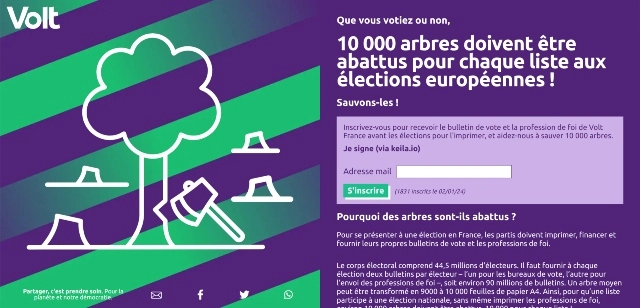 Volt
Partager, c'est prendre soin. Pour la
planète et notre démocratie.
Que vous votiez ou non,
10 000 arbres doivent être
abattus pour chaque liste aux
élections européennes !
Sauvons-les !
Inscrivez-vous pour recevoir le bulletin de vote et la profession de foi de Volt
France avant les élections pour l'imprimer, et aidez-nous à sauver 10 000 arbres.
Je signe (via keila.io)
Adresse mail
S'inscrire
(1831 inscrits le 02/01/24)
Pourquoi des arbres sont-ils abattus ?
Pour se présenter à une élection en France, les partis doivent imprimer, financer et
fournir leurs propres bulletins de vote et les professions de foi.
Le corps électoral comprend 44,5 millions d'électeurs. Il faut fournir à chaque
élection deux bulletins par électeur – l'un pour les bureaux de vote, l'autre pour
l'envoi des professions de foi –, soit environ 90 millions de bulletins. Un arbre moyen
peut être transformé en 9000 à 10 000 feuilles de papier A4. Ainsi, pour qu'une liste
participe à une élection nationale, sans même imprimer les professions de foi,